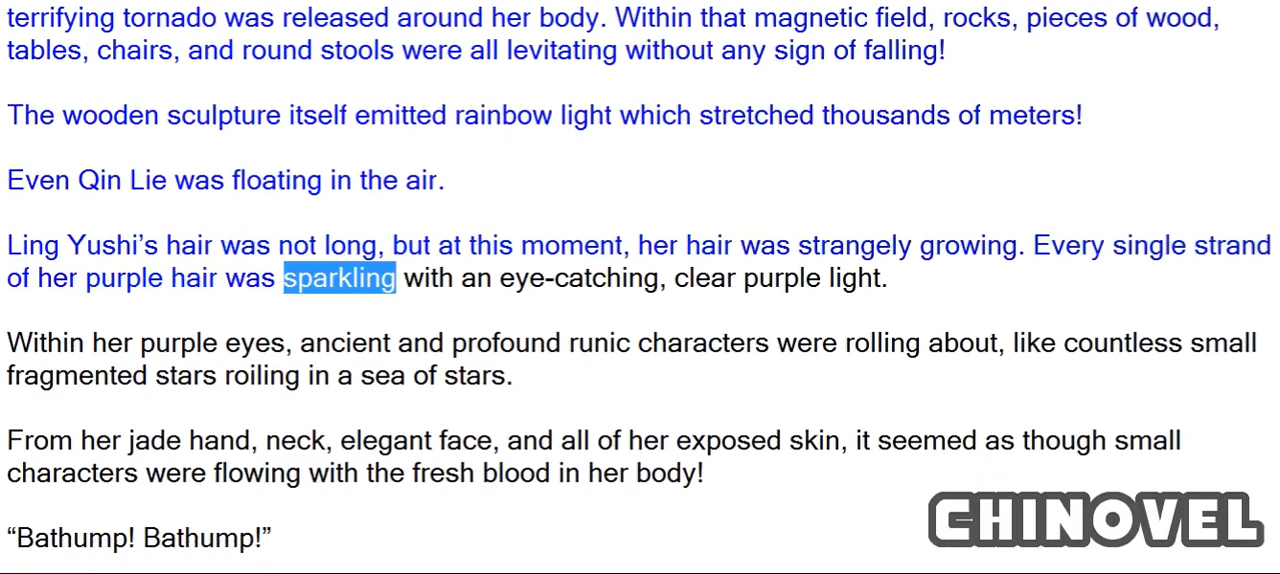 terrifying tornado was released around her body. Within that magnetic field, rocks, pieces of wood,
tables, chairs, and round stools were all levitating without any sign of falling!
The wooden sculpture itself emitted rainbow light which stretched thousands of meters!
Even Qin Lie was floating in the air.
Ling Yushi’s hair was not long, but at this moment, her hair was strangely growing. Every single strand
of her purple hair was sparkling with an eye-catching, clear purple light.
Within her purple eyes, ancient and profound runic characters were rolling about, like countless small
fragmented stars roiling in a sea of stars.
From her jade hand, neck, elegant face, and all of her exposed skin, it seemed as though small
characters were flowing with the fresh blood in her body!
“Bathump! Bathump!”
CHINOVEL